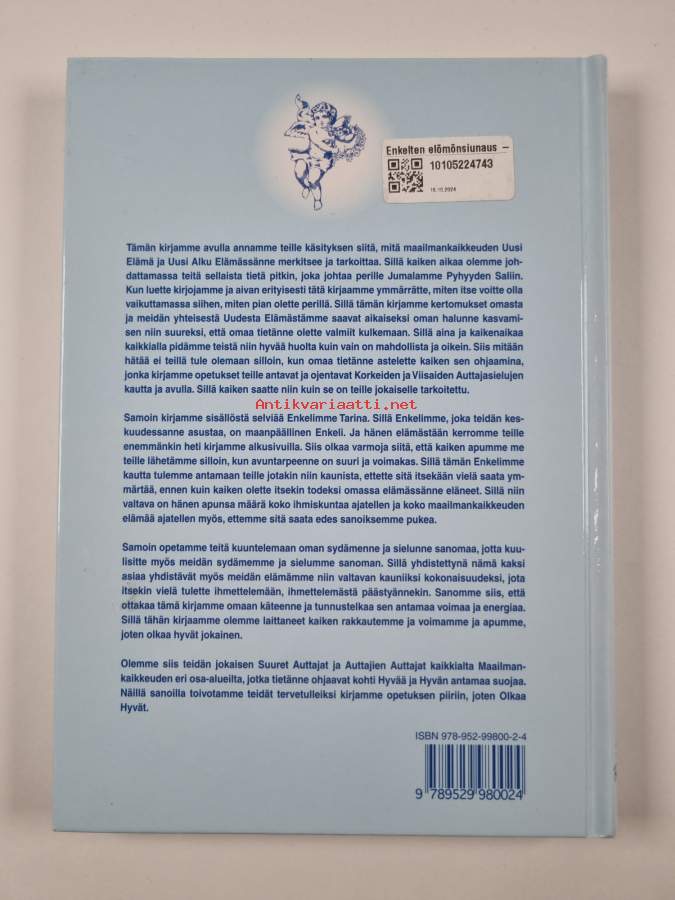 Enkelten elömönsiunaus –
10105224743
15.10.2024
Tämän kirjamme avulla annamme teille käsityksen siitä, mitä maailmankaikkeuden Uusi
Elämä ja Uusi Alku Elämässänne merkitsee ja tarkoittaa. Sillä kaiken aikaa olemme joh-
dattamassa teitä sellaista tietä pitkin, joka johtaa perille Jumalamme Pyhyyden Saliin.
Kun luette kirjojamme ja aivan erityisesti tätä kirjaamme ymmärrätte, miten itse voitte olla
vaikuttamassa siihen, miten pian olette perillä. Sillä tämän kirjamme kertomukset omasta
ja meidän yhteisestä Uudesta Elämästämme saavat aikaiseksi oman halunne kasvami-
sen niin suureksi, että omaa tietänne olette valmiit kulkemaan. Sillä aina ja kaikenaikaa
kaikkialla pidämme teistä niin hyvää huolta kuin vain on mahdollista ja oikein. Siis mitään
hätää ei teillä tule olemaan silloin, kun omaa tietänne astelette kaiken sen ohjaamina,
jonka kirjamme opetukset teille antavat ja ojentavat Korkeiden ja Viisaiden Auttajasielujen
kautta ja avulla. Sillä kaiken saatte niin kuin se on teille jokaiselle tarkoitettu.
Antikvariaatti.net
Samoin kirjamme sisällöstä selviää Enkelimme Tarina. Sillä Enkelimme, joka teidän kes-
kuudessanne asustaa, on maanpäällinen Enkeli. Ja hänen elämästään kerromme teille
enemmänkin heti kirjamme alkusivuilla. Siis olkaa varmoja siitä, että kaiken apumme me
teille lähetämme silloin, kun avuntarpeenne on suuri ja voimakas. Sillä tämän Enkelimme
kautta tulemme antamaan teille jotakin niin kaunista, ettette sitä itsekään vielä saata ym-
märtää, ennen kuin kaiken olette itsekin todeksi omassa elämässänne eläneet. Sillä niin
valtava on hänen apunsa määrä koko ihmiskuntaa ajatellen ja koko maailmankaikkeuden
elämää ajatellen myös, ettemme sitä saata edes sanoiksemme pukea.
Samoin opetamme teitä kuuntelemaan oman sydämenne ja sielunne sanomaa, jotta kuu-
lisitte myös meidän sydämemme ja sielumme sanoman. Sillä yhdistettynä nämä kaksi
asiaa yhdistävät myös meidän elämämme niin valtavan kauniiksi kokonaisuudeksi, jota
itsekin vielä tulette ihmettelemään, ihmettelemästä päästyännekin. Sanomme siis, että
ottakaa tämä kirjamme omaan käteenne ja tunnustelkaa sen antamaa voimaa ja energiaa.
Sillä tähän kirjaamme olemme laittaneet kaiken rakkautemme ja voimamme ja apumme,
joten olkaa hyvät jokainen.
Olemme siis teidän jokaisen Suuret Auttajat ja Auttajien Auttajat kaikkialta Maailman-
kaikkeuden eri osa-alueilta, jotka tietänne ohjaavat kohti Hyvää ja Hyvän antamaa suojaa.
Näillä sanoilla toivotamme teidät tervetulleiksi kirjamme opetuksen piiriin, joten Olkaa
Hyvät.
ISBN 978-952-99800-2-4
9 789529 980024